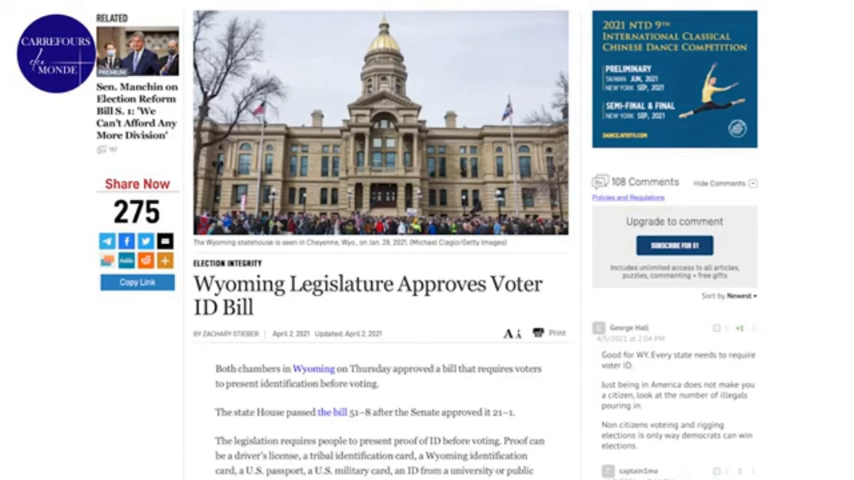 CARREFOURS
du
MONDE
RELATED
PREMIUM
Sen. Manchin on
Election Reform
Bill S. 1: 'We
Can't Afford Any
More Division'
197
Share Now
275
Copy Link
The Wyoming statehouse is seen in Cheyenne, Wyo., on Jan. 28, 2021. (Michael Ciaglo/Getty Images)
ELECTION INTEGRITY
Wyoming Legislature Approves Voter
ID Bill
BY ZACHARY STIEBER | April 2, 2021 Updated: April 2, 2021
A A Print
Both chambers in Wyoming on Thursday approved a bill that requires voters
to present identification before voting.
The state House passed the bill 51–8 after the Senate approved it 21–1.
The legislation requires people to present proof of ID before voting. Proof can
be a driver's license, a tribal identification card, a Wyoming identification
card, a U.S. passport, a U.S. military card, an ID from a university or public
2021 NTD 9TH
INTERNATIONAL CLASSICAL
CHINESE DANCE COMPETITION
PRELIMINARY
TAIWAN JUN, 2021
NEW YORK SEP, 2021
SEMI-FINAL & FINAL
NEW YORK SEP, 2021
DANCE.NTDTV.COM
108 Comments
Hide Comments
Policies and Regulations
Upgrade to comment
SUBSCRIBE FOR $1
Includes unlimited access to all articles,
puzzles, commenting + free gifts
Sort by Newest
George Hall
+1
4/5/2021 at 2:04 PM
Good for WY. Every state needs to require
voter ID.
Just being in America does not make you
a citizen, look at the number of illegals
pouring in.
Non citizens voteing and rigging
elections is only way democrats can win
elections.
captain1ma